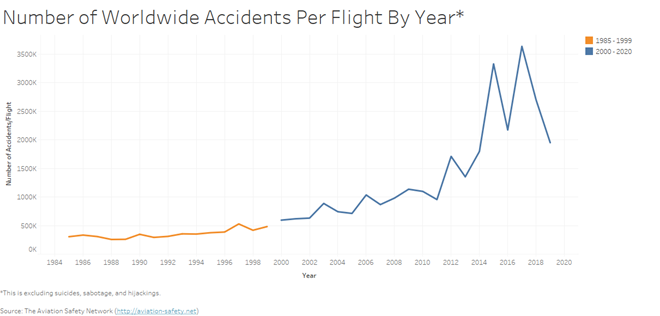 Number of Worldwide Accidents Per Flight By Year*
1985 - 1999
2000 - 2020
Number of Accidents/Flight
3500K
3000K
2500K
2000K
1500K
1000K
500K
0K
1984 1986 1988 1990 1992 1994 1996 1998 2000 2002 2004 2006 2008 2010 2012 2014 2016 2018 2020
Year
*This is excluding suicides, sabotage, and hijackings.
Source: The Aviation Safety Network (http://aviation-safety.net)